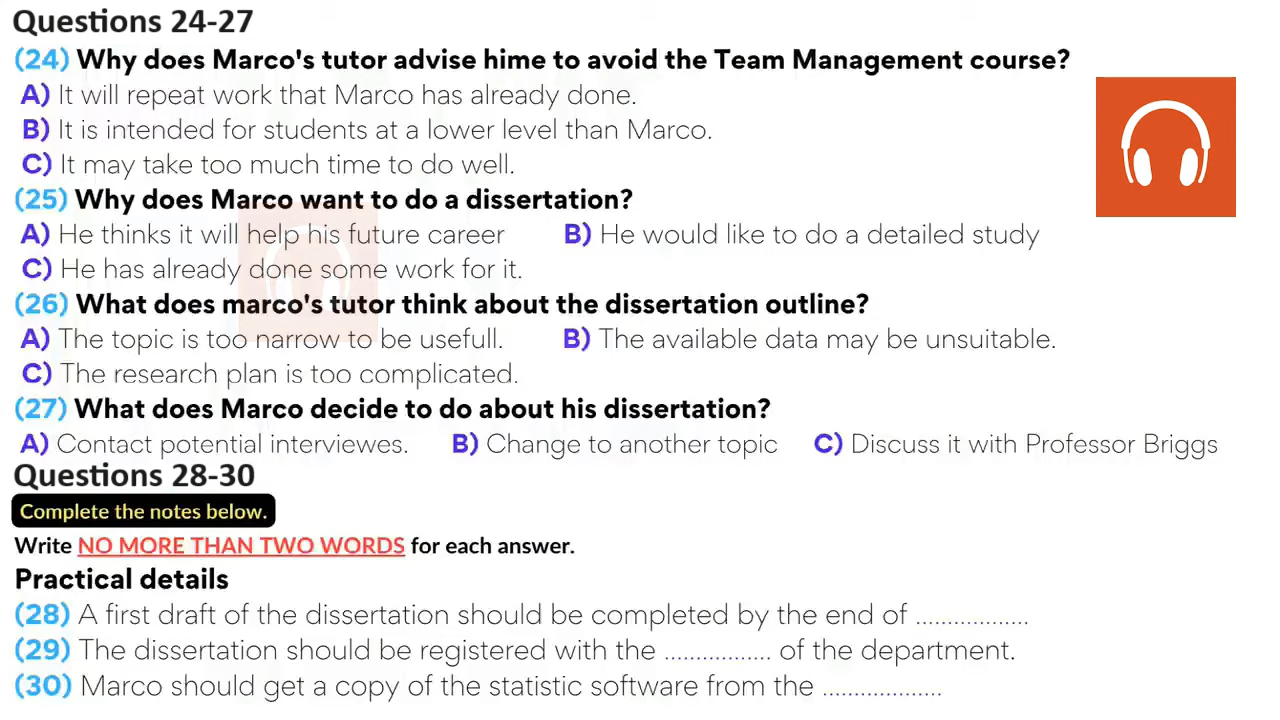 Questions 24-27
(24) Why does Marco's tutor advise hime to avoid the Team Management course?
A) It will repeat work that Marco has already done.
B) It is intended for students at a lower level than Marco.
C) It may take too much time to do well.
(25) Why does Marco want to do a dissertation?
A) He thinks it will help his future career B) He would like to do a detailed study
C) He has already done some work for it.
(26) What does marco's tutor think about the dissertation outline?
A) The topic is too narrow to be usefull. B) The available data may be unsuitable.
C) The research plan is too complicated.
(27) What does Marco decide to do about his dissertation?
A) Contact potential interviewes. B) Change to another topic C) Discuss it with Professor Briggs
Questions 28-30
Complete the notes below.
Write NO MORE THAN TWO WORDS for each answer.
Practical details
(28) A first draft of the dissertation should be completed by the end of ..................
(29) The dissertation should be registered with the ................. of the department.
(30) Marco should get a copy of the statistic software from the ...................